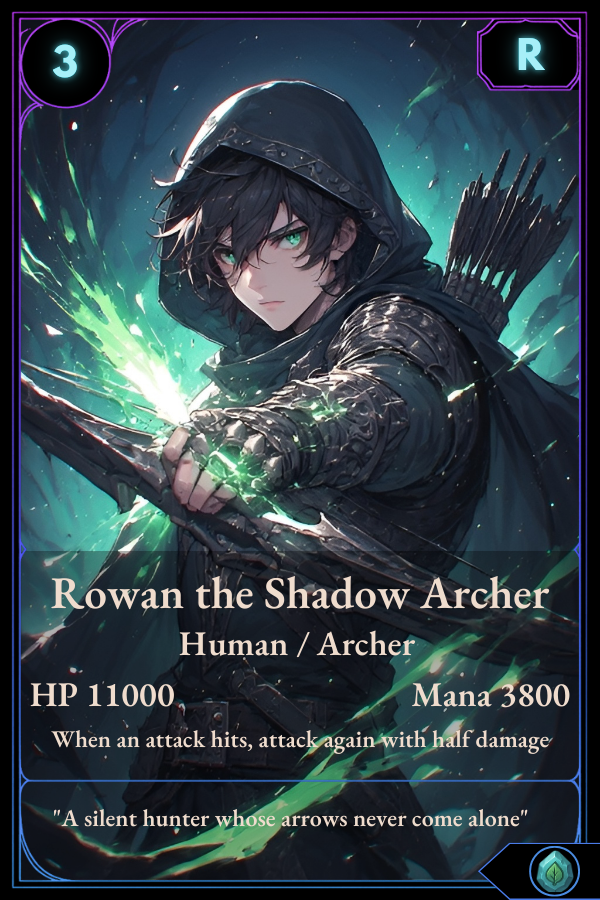 3
R
Rowan the Shadow Archer
Human / Archer
HP 11000
Mana 3800
When an attack hits, attack again with half damage
"A silent hunter whose arrows never come alone"